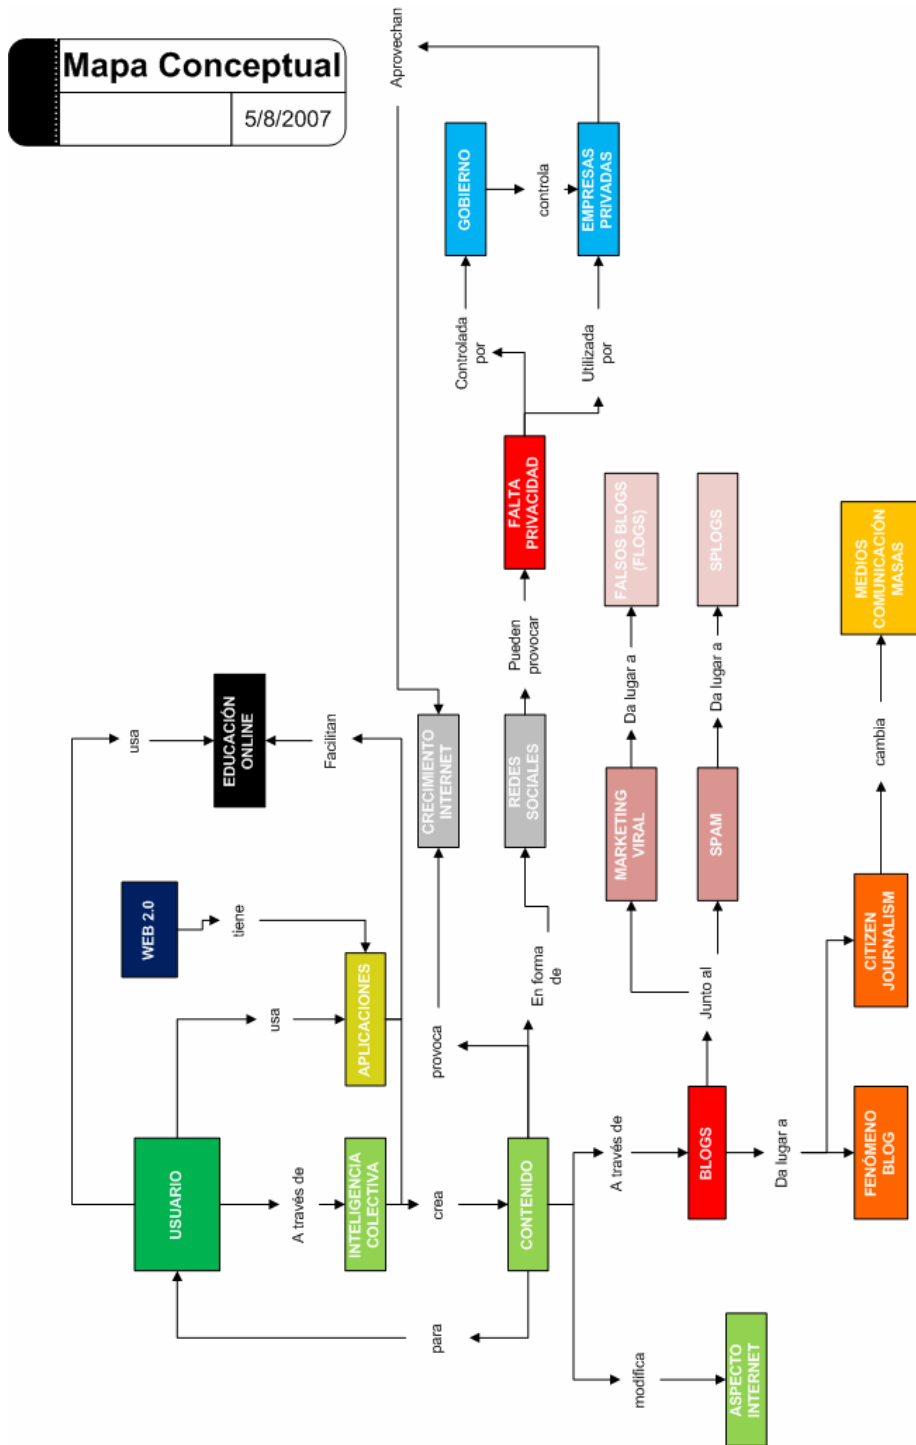 Mapa Conceptual
5/8/2007
Aprovechan
GOBIERNO
controla
EMPRESAS
PRIVADAS
Controlada
por
Utilizada
por
FALTA
PRIVACIDAD
FALSOS BLOGS
(FLOGS)
SPLOGS
MEDIOS
COMUNICACIÓN
MASAS
Pueden
provocar
Da lugar a
Da lugar a
cambia
usa
EDUCACIÓN
ONLINE
Facilitan
CRECIMIENTO
INTERNET
REDES
SOCIALES
MARKETING
VIRAL
SPAM
CITIZEN
JOURNALISM
WEB 2.0
tiene
usa
APLICACIONES
provoca
En forma
de
Junto al
USUARIO
A través de
INTELIGENCIA
COLECTIVA
crea
CONTENIDO
A través de
BLOGS
Da lugar a
FENÓMENO
BLOG
para
modifica
ASPECTO
INTERNET